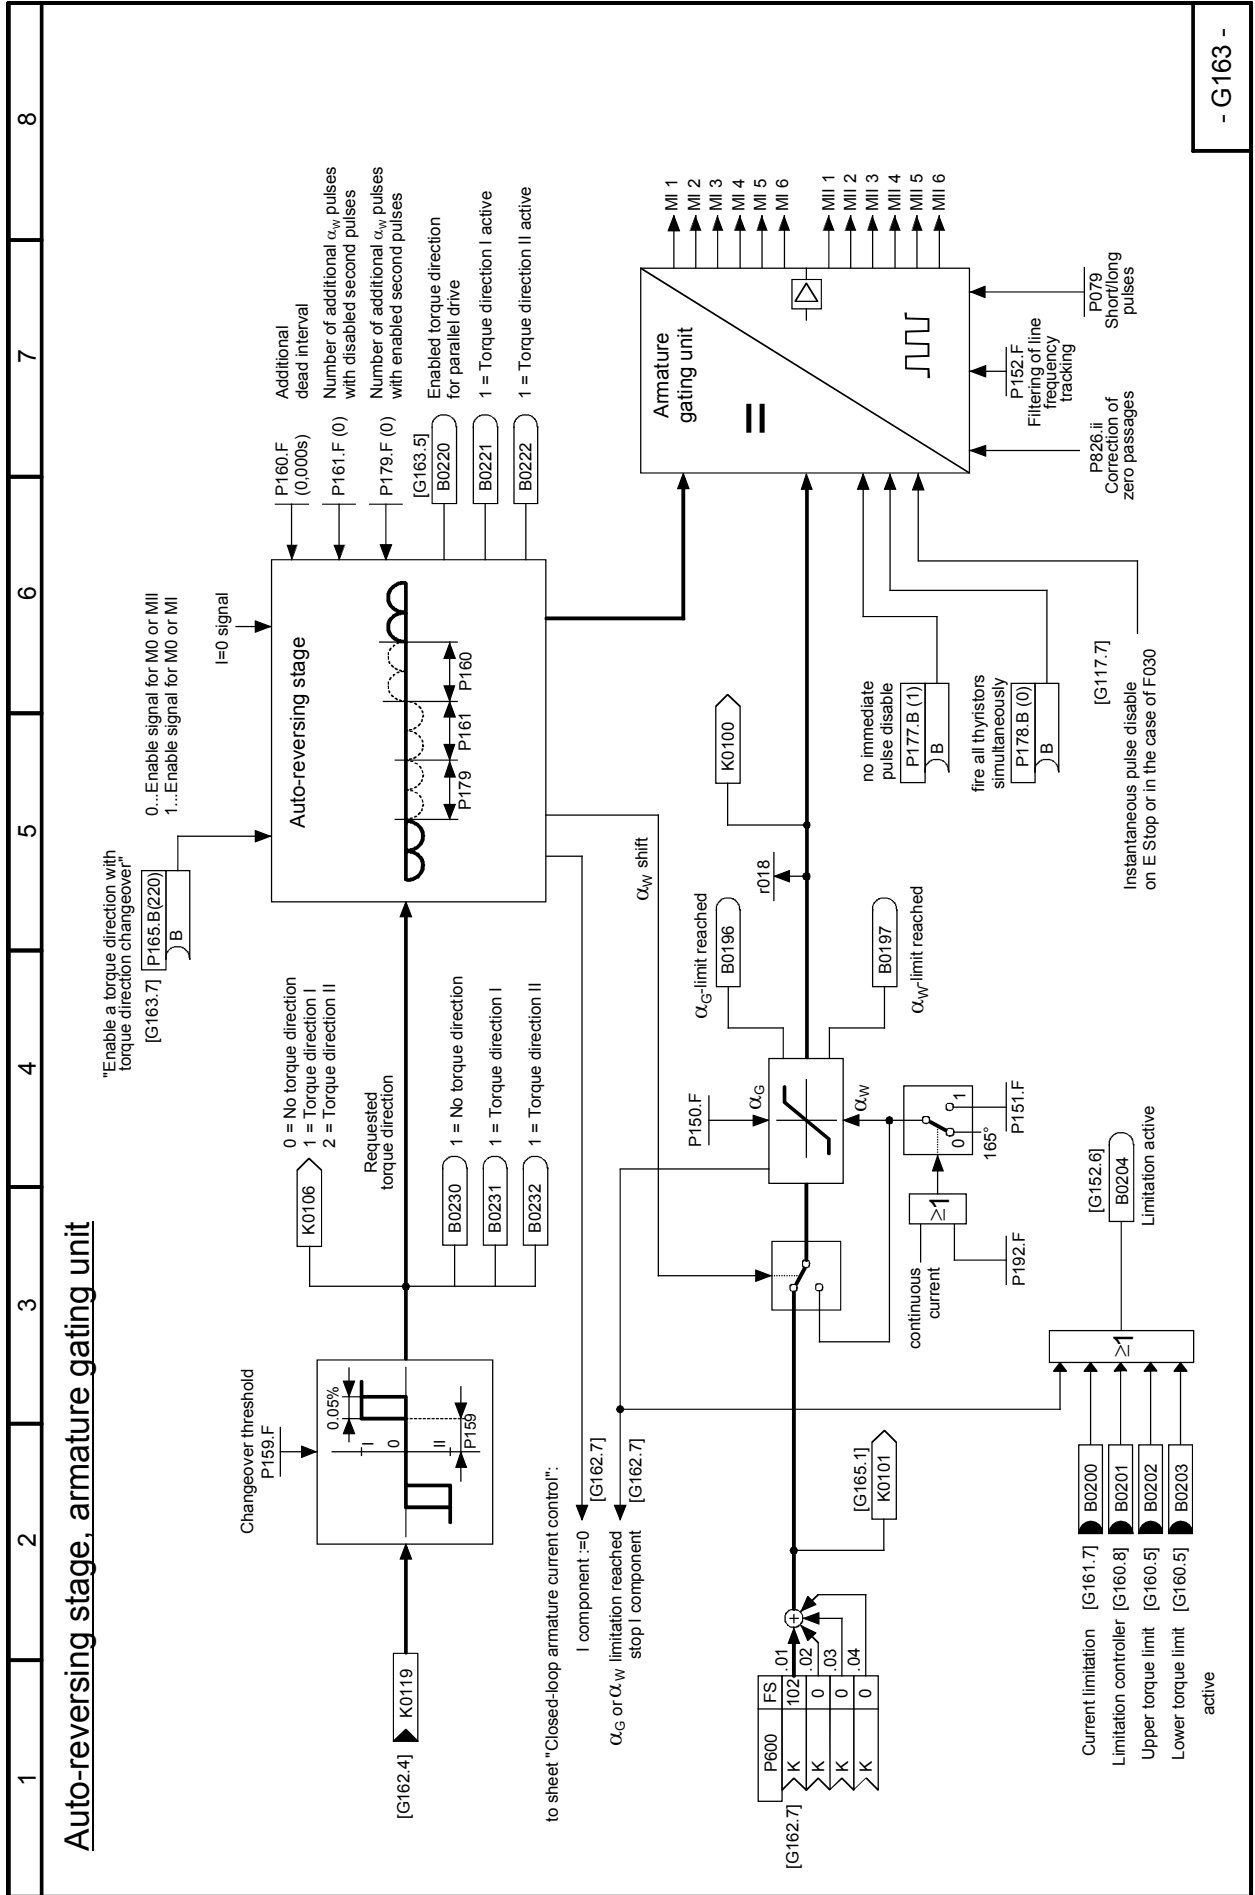 1 2 3 4 5 6 7 8
Auto-reversing stage, armature gating unit
[G162.4]
K0119
Changeover threshold
P159.F
0.05%
I
0
II
P159
K0106
0 = No torque direction
1 = Torque direction I
2 = Torque direction II
Requested
torque direction
B0230
1 = No torque direction
B0231
1 = Torque direction I
B0232
1 = Torque direction II
"Enable a torque direction with
torque direction changeover"
[G163.7]
P165.B(220)
B
0...Enable signal for M0 or MII
1...Enable signal for M0 or MI
I=0 signal
Auto-reversing stage
P179
P161
P160
P160.F
(0,000s)
Additional
dead interval
P161.F (0)
Number of additional αW pulses
with disabled second pulses
P179.F (0)
Number of additional αW pulses
with enabled second pulses
[G163.5]
B0220
Enabled torque direction
for parallel drive
B0221
1 = Torque direction I active
B0222
1 = Torque direction II active
to sheet "Closed-loop armature current control":
I component :=0
[G162.7]
αG or αW limitation reached
stop I component
[G162.7]
αW shift
[G162.7]
P600
FS
K
102
.01
K
0
.02
K
0
.03
K
0
.04
+
[G165.1]
K0101
P150.F
αG
αW
αG-limit reached
B0196
B0197
αW-limit reached
r018
K0100
continuous
current
P192.F
≥1
0
1
165°
P151.F
Current limitation
[G161.7]
B0200
Limitation controller
[G160.8]
B0201
Upper torque limit
[G160.5]
B0202
Lower torque limit
[G160.5]
B0203
active
≥1
[G152.6]
B0204
Limitation active
no immediate
pulse disable
P177.B (1)
B
fire all thyristors
simultaneously
P178.B (0)
B
[G117.7]
Instantaneous pulse disable
on E Stop or in the case of F030
Armature
gating unit
MI 1
MI 2
MI 3
MI 4
MI 5
MI 6
MII 1
MII 2
MII 3
MII 4
MII 5
MII 6
P826.ii
Correction of
zero passages
P152.F
Filtering of line
frequency
tracking
P079
Short/long
pulses
- G163 -